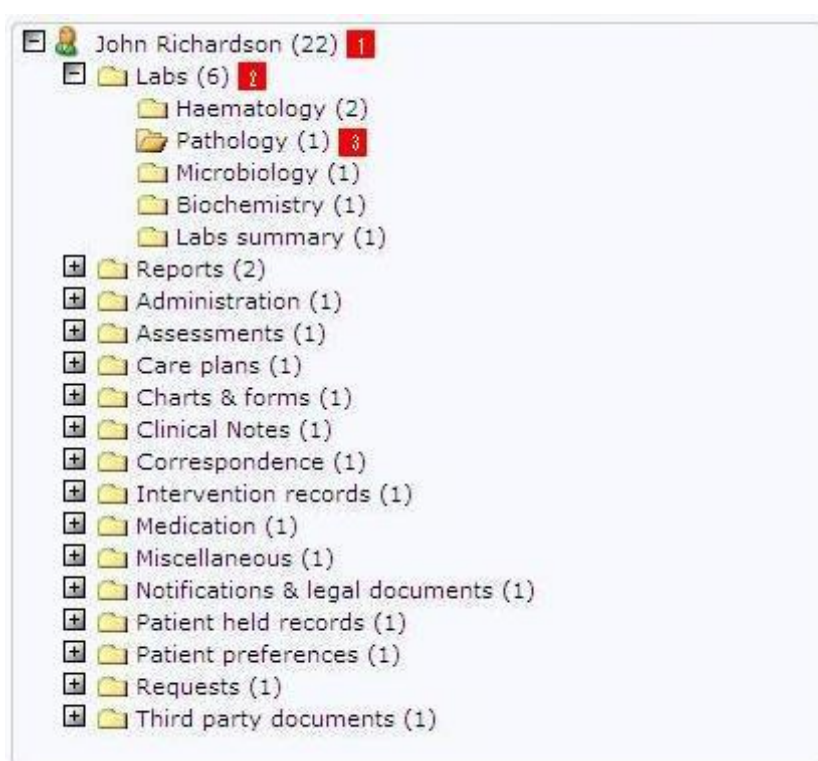 John Richardson (22) 1
Labs (6) 2
Haematology (2)
Pathology (1) 3
Microbiology (1)
Biochemistry (1)
Labs summary (1)
Reports (2)
Administration (1)
Assessments (1)
Care plans (1)
Charts & forms (1)
Clinical Notes (1)
Correspondence (1)
Intervention records (1)
Medication (1)
Miscellaneous (1)
Notifications & legal documents (1)
Patient held records (1)
Patient preferences (1)
Requests (1)
Third party documents (1)